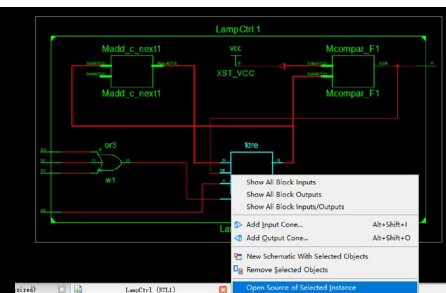 LampCtrl 1
Madd_c_next1
vcc
Mcompar_F1
XST_VCC
Madd_c_next1
Mcompar_F1
or3
fdre
w1
Show All Block Inputs
Show All Block Outputs
Show All Block Inputs/Outputs
Add Input Cone... Alt+Shift+I
Add Output Cone... Alt+Shift+O
New Schematic With Selected Objects
Remove Selected Objects
LampCtrl (RTL1)
Open Source of Selected Instance